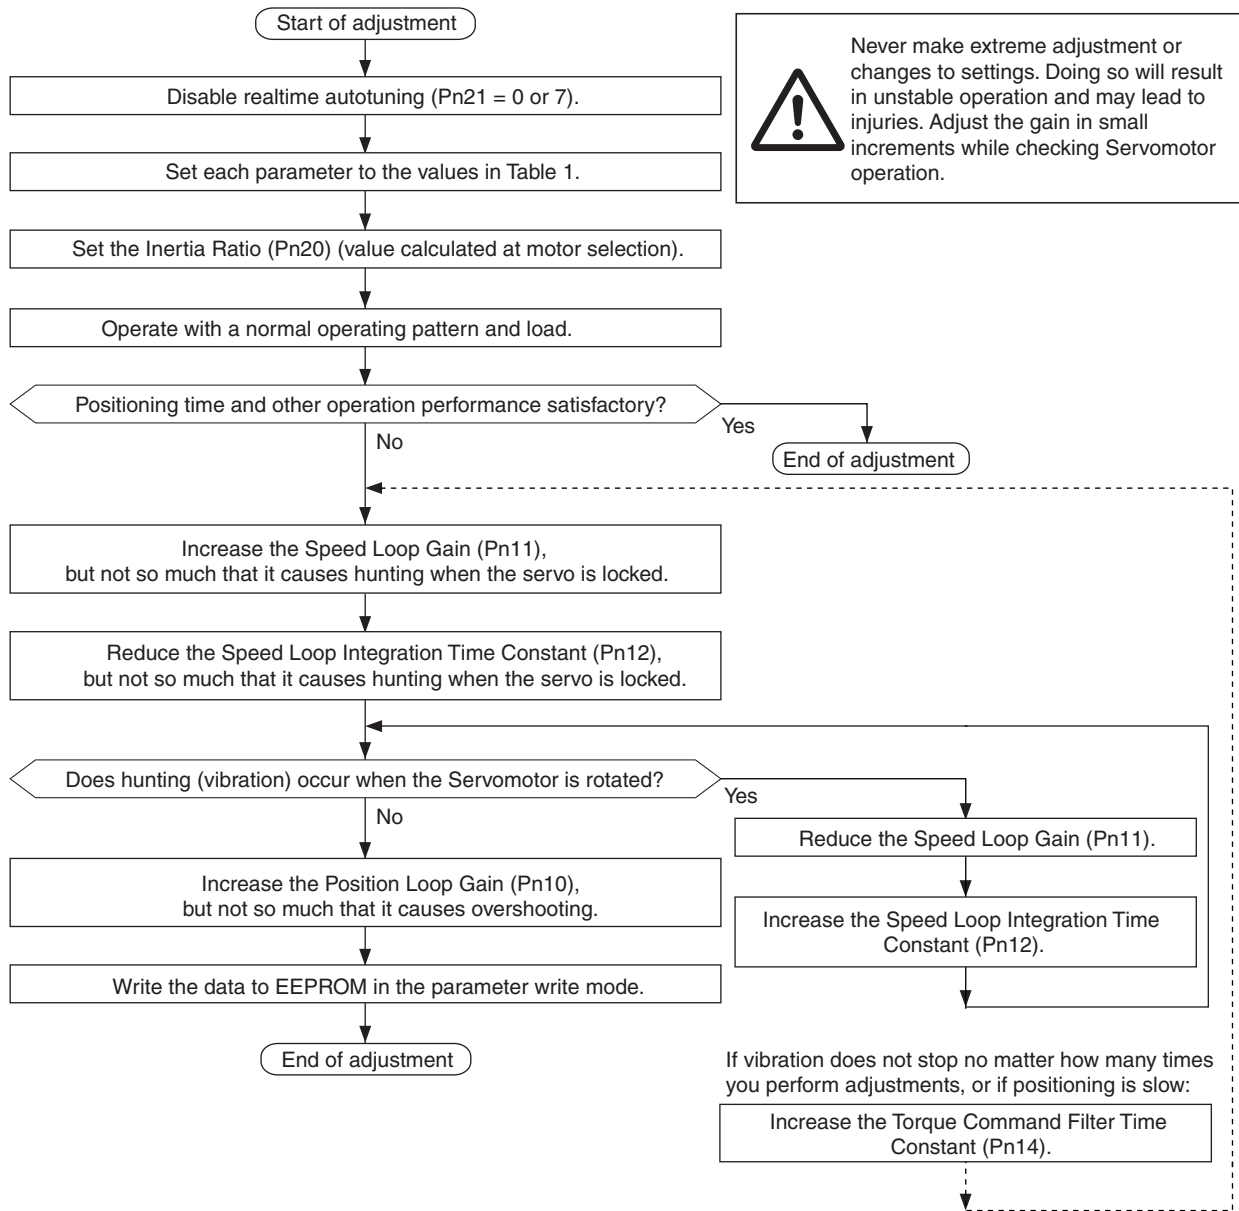 Start of adjustment
Never make extreme adjustment or
changes to settings. Doing so will result
in unstable operation and may lead to
injuries. Adjust the gain in small
increments while checking Servomotor
operation.
Disable realtime autotuning (Pn21 = 0 or 7).
Set each parameter to the values in Table 1.
Set the Inertia Ratio (Pn20) (value calculated at motor selection).
Operate with a normal operating pattern and load.
Positioning time and other operation performance satisfactory?
Yes
No
End of adjustment
Increase the Speed Loop Gain (Pn11),
but not so much that it causes hunting when the servo is locked.
Reduce the Speed Loop Integration Time Constant (Pn12),
but not so much that it causes hunting when the servo is locked.
Does hunting (vibration) occur when the Servomotor is rotated?
Yes
No
Reduce the Speed Loop Gain (Pn11).
Increase the Speed Loop Integration Time
Constant (Pn12).
Increase the Position Loop Gain (Pn10),
but not so much that it causes overshooting.
Write the data to EEPROM in the parameter write mode.
End of adjustment
If vibration does not stop no matter how many times
you perform adjustments, or if positioning is slow:
Increase the Torque Command Filter Time
Constant (Pn14).